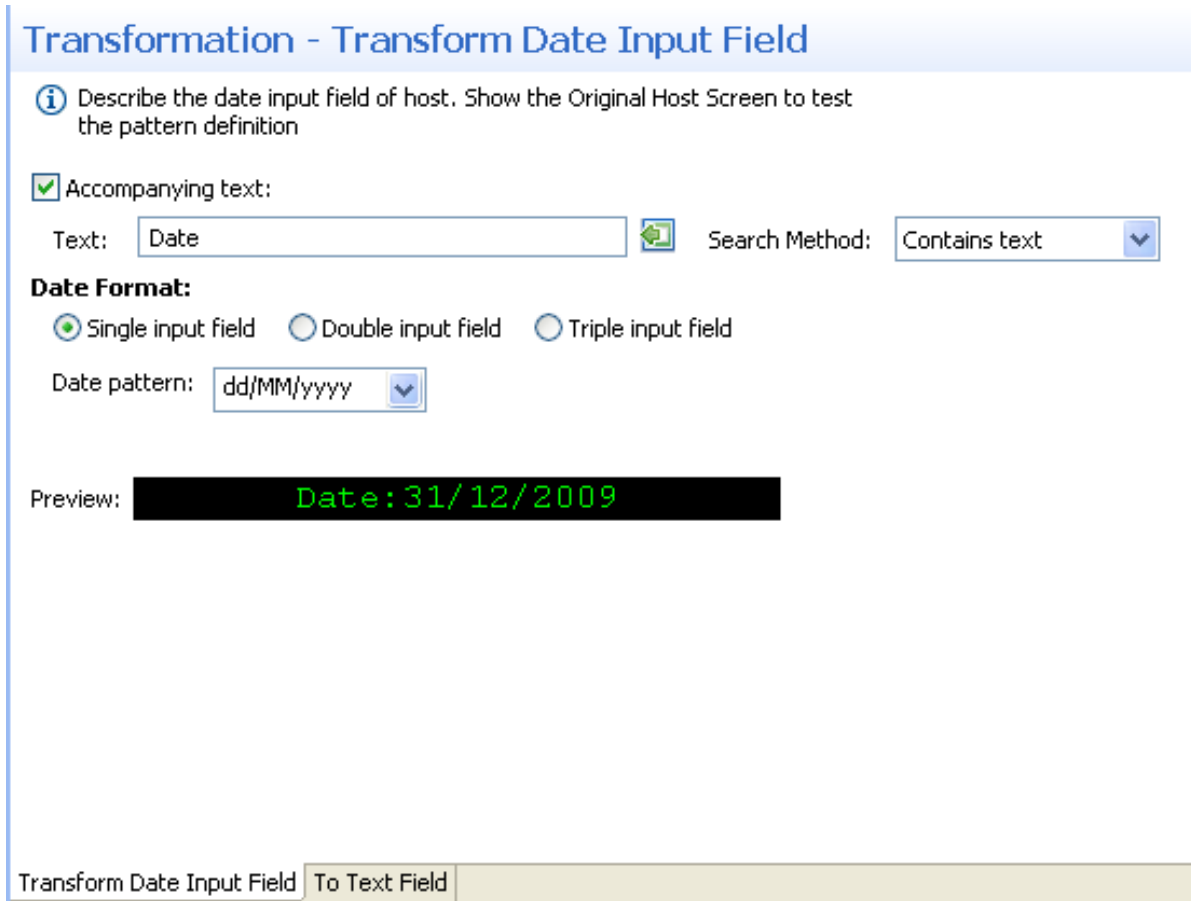 Transformation - Transform Date Input Field
Describe the date input field of host. Show the Original Host Screen to test
the pattern definition
Accompanying text:
Text: Date Search Method: Contains text
Date Format:
Single input field Double input field Triple input field
Date pattern: dd/MM/yyyy
Preview: Date:31/12/2009
Transform Date Input Field To Text Field